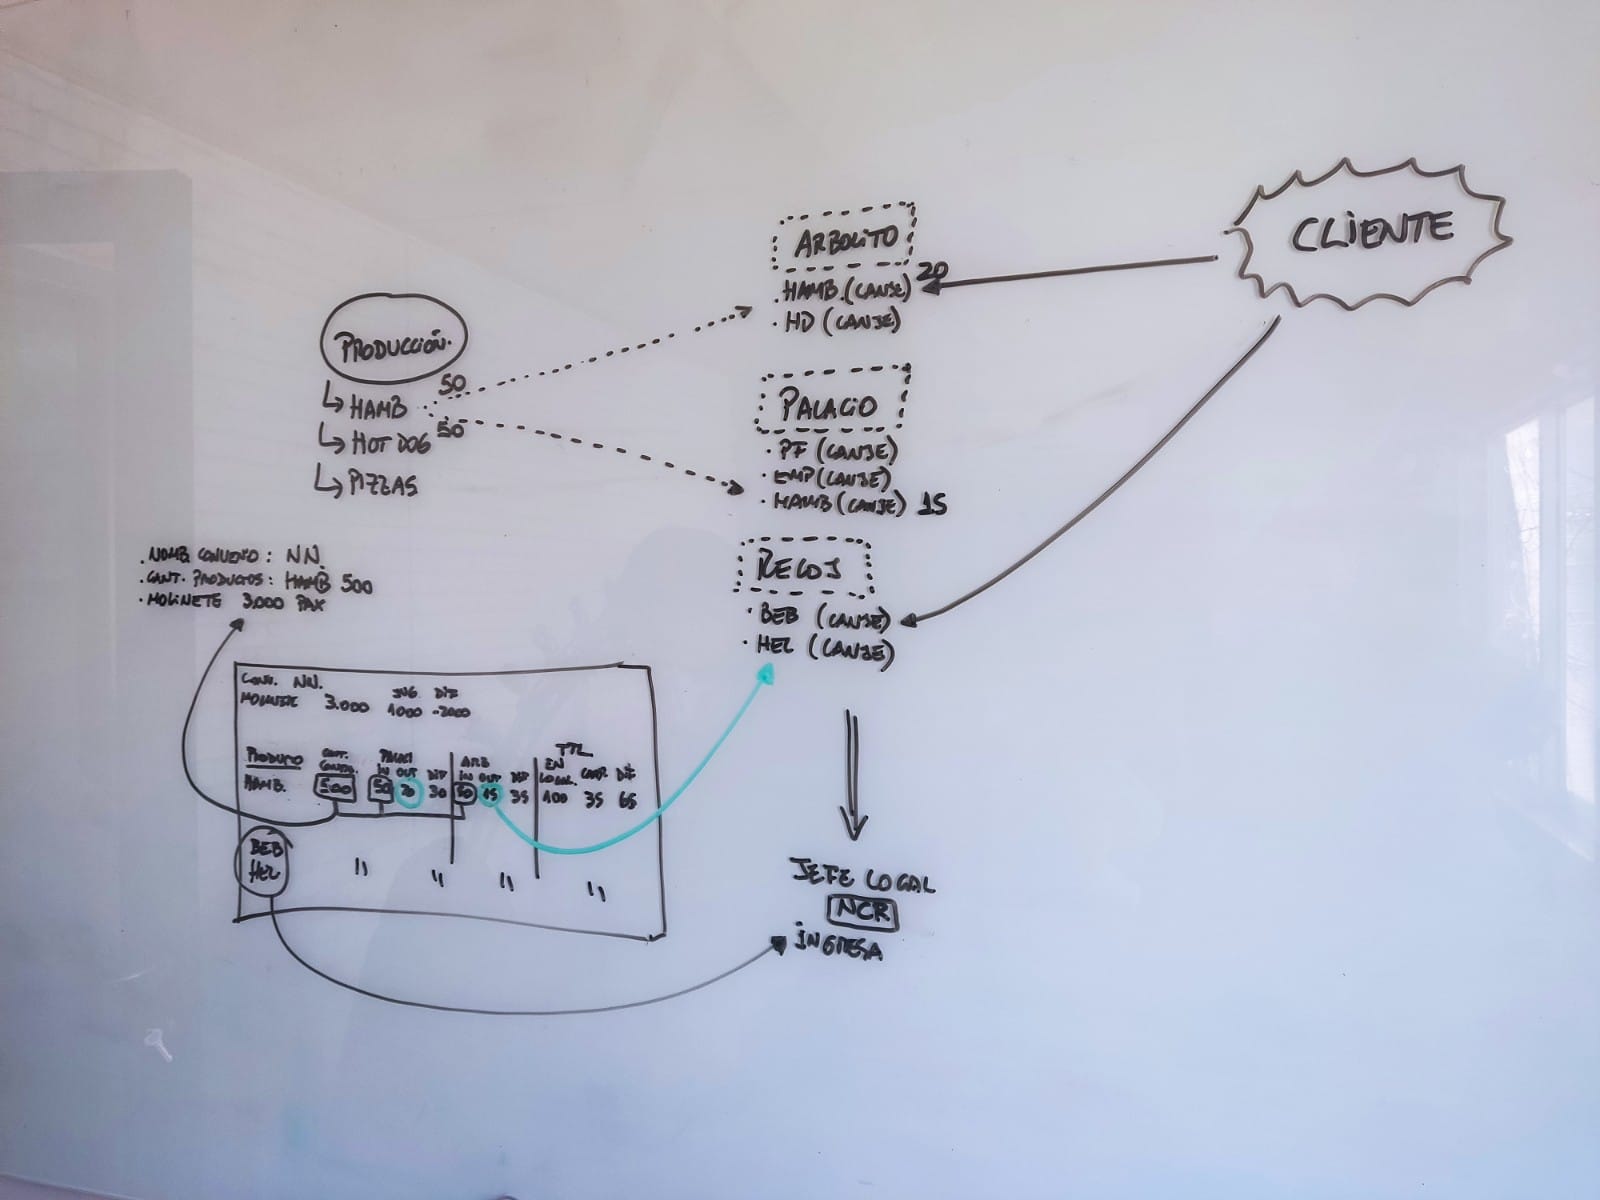 CLIENTE
ARBOLITO
. HAMB. (CANJE) 20
. HD (CANJE)
PRODUCCIÓN.
HAMB 50
HOT DOG 50
PIZZAS
PALACIO
. PF (CANJE)
. EMP (CANJE)
. HAMB (CANJE) 15
RELOJ
. BEB (CANJE)
. HEL (CANJE)
. NOMB. CONVENIO : NN.
. CANT. PRODUCTOS : HAMB 500
. MOLINETE 3.000 PAX
CONV. NN.
MOLINETE 3.000
ING. DIF
1000 -2000
PRODUCTO CANT. CONV. PALACI IN OUT DIF ARB IN OUT DIF TTL EN LOCAL. DIF
HAMB. 500 50 20 30 50 15 35 100 35 65
BEB
HEL
" " " "
JEFE LOCAL
NCR
INGRESA